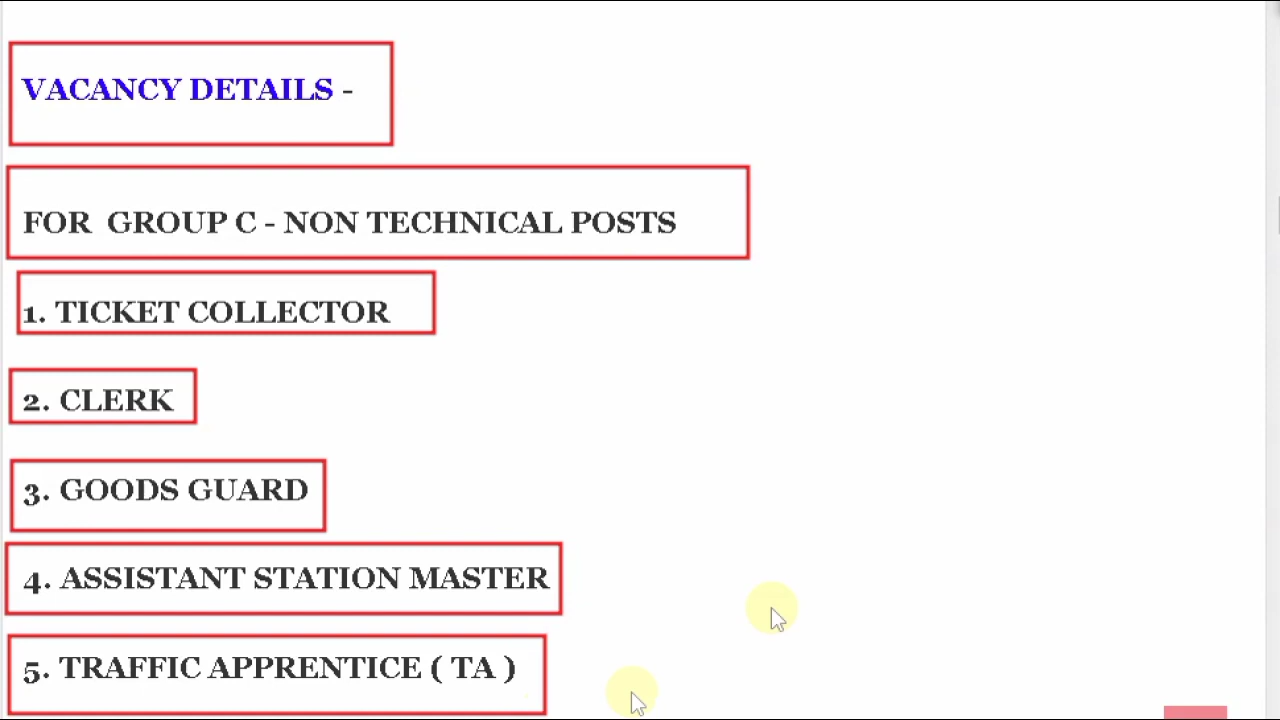 VACANCY DETAILS -
FOR GROUP C - NON TECHNICAL POSTS
1. TICKET COLLECTOR
2. CLERK
3. GOODS GUARD
4. ASSISTANT STATION MASTER
5. TRAFFIC APPRENTICE ( TA )